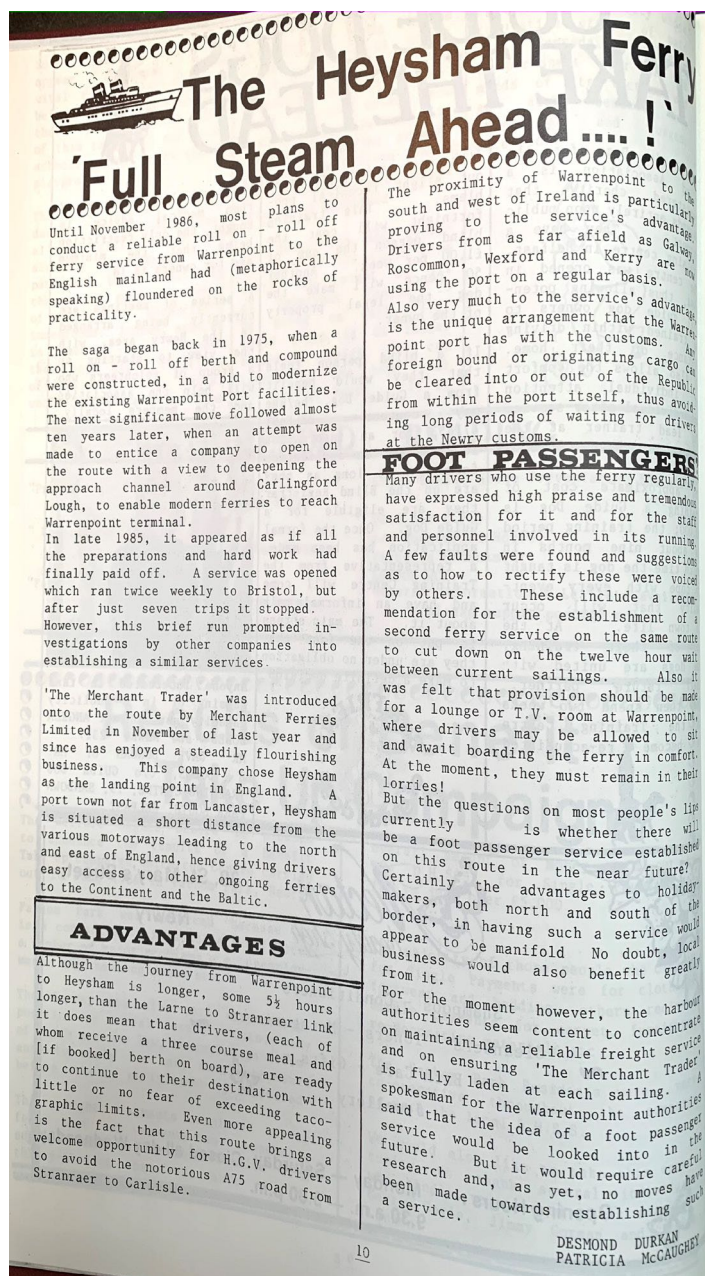 The Heysham Ferry
'Full Steam Ahead....!'
Until November 1986, most plans to
conduct a reliable roll on - roll off
ferry service from Warrenpoint to the
English mainland had (metaphorically
speaking) floundered on the rocks of
practicality.
The saga began back in 1975, when a
roll on - roll off berth and compound
were constructed, in a bid to modernize
the existing Warrenpoint Port facilities.
The next significant move followed almost
ten years later, when an attempt was
made to entice a company to open on
the route with a view to deepening the
approach channel around Carlingford
Lough, to enable modern ferries to reach
Warrenpoint terminal.
In late 1985, it appeared as if all
the preparations and hard work had
finally paid off. A service was opened
which ran twice weekly to Bristol, but
after just seven trips it stopped.
However, this brief run prompted in-
vestigations by other companies into
establishing a similar services.
'The Merchant Trader' was introduced
onto the route by Merchant Ferries
Limited in November of last year and
since has enjoyed a steadily flourishing
business. This company chose Heysham
as the landing point in England. A
port town not far from Lancaster, Heysham
is situated a short distance from the
various motorways leading to the north
and east of England, hence giving drivers
easy access to other ongoing ferries
to the Continent and the Baltic.
ADVANTAGES
Although the journey from Warrenpoint
to Heysham is longer, some 5½ hours
longer, than the Larne to Stranraer link
it does mean that drivers, (each of
whom receive a three course meal and
[if booked] berth on board), are ready
to continue to their destination with
little or no fear of exceeding taco-
graphic limits. Even more appealing
is the fact that this route brings a
welcome opportunity for H.G.V. drivers
to avoid the notorious A75 road from
Stranraer to Carlisle.
The proximity of Warrenpoint to the
south and west of Ireland is particularly
proving to the service's advantage.
Drivers from as far afield as Galway,
Roscommon, Wexford and Kerry are now
using the port on a regular basis.
Also very much to the service's advantage
is the unique arrangement that the Warren-
point port has with the customs. Any
foreign bound or originating cargo can
be cleared into or out of the Republic
from within the port itself, thus avoid-
ing long periods of waiting for drivers
at the Newry customs.
FOOT PASSENGERS
Many drivers who use the ferry regularly,
have expressed high praise and tremendous
satisfaction for it and for the staff
and personnel involved in its running.
A few faults were found and suggestions
as to how to rectify these were voiced
by others. These include a recom-
mendation for the establishment of a
second ferry service on the same route
to cut down on the twelve hour wait
between current sailings. Also it
was felt that provision should be made
for a lounge or T.V. room at Warrenpoint,
where drivers may be allowed to sit
and await boarding the ferry in comfort.
At the moment, they must remain in their
lorries!
But the questions on most people's lips
currently is whether there will
be a foot passenger service established
on this route in the near future?
Certainly the advantages to holiday-
makers, both north and south of the
border, in having such a service would
appear to be manifold No doubt, local
business would also benefit greatly
from it.
For the moment however, the harbour
authorities seem content to concentrate
on maintaining a reliable freight service
and on ensuring 'The Merchant Trader'
is fully laden at each sailing. A
spokesman for the Warrenpoint authorities
said that the idea of a foot passenger
service would be looked into in the
future. But it would require careful
research and, as yet, no moves have
been made towards establishing such
a service.
DESMOND DURKAN
PATRICIA McCAUGHEY
10